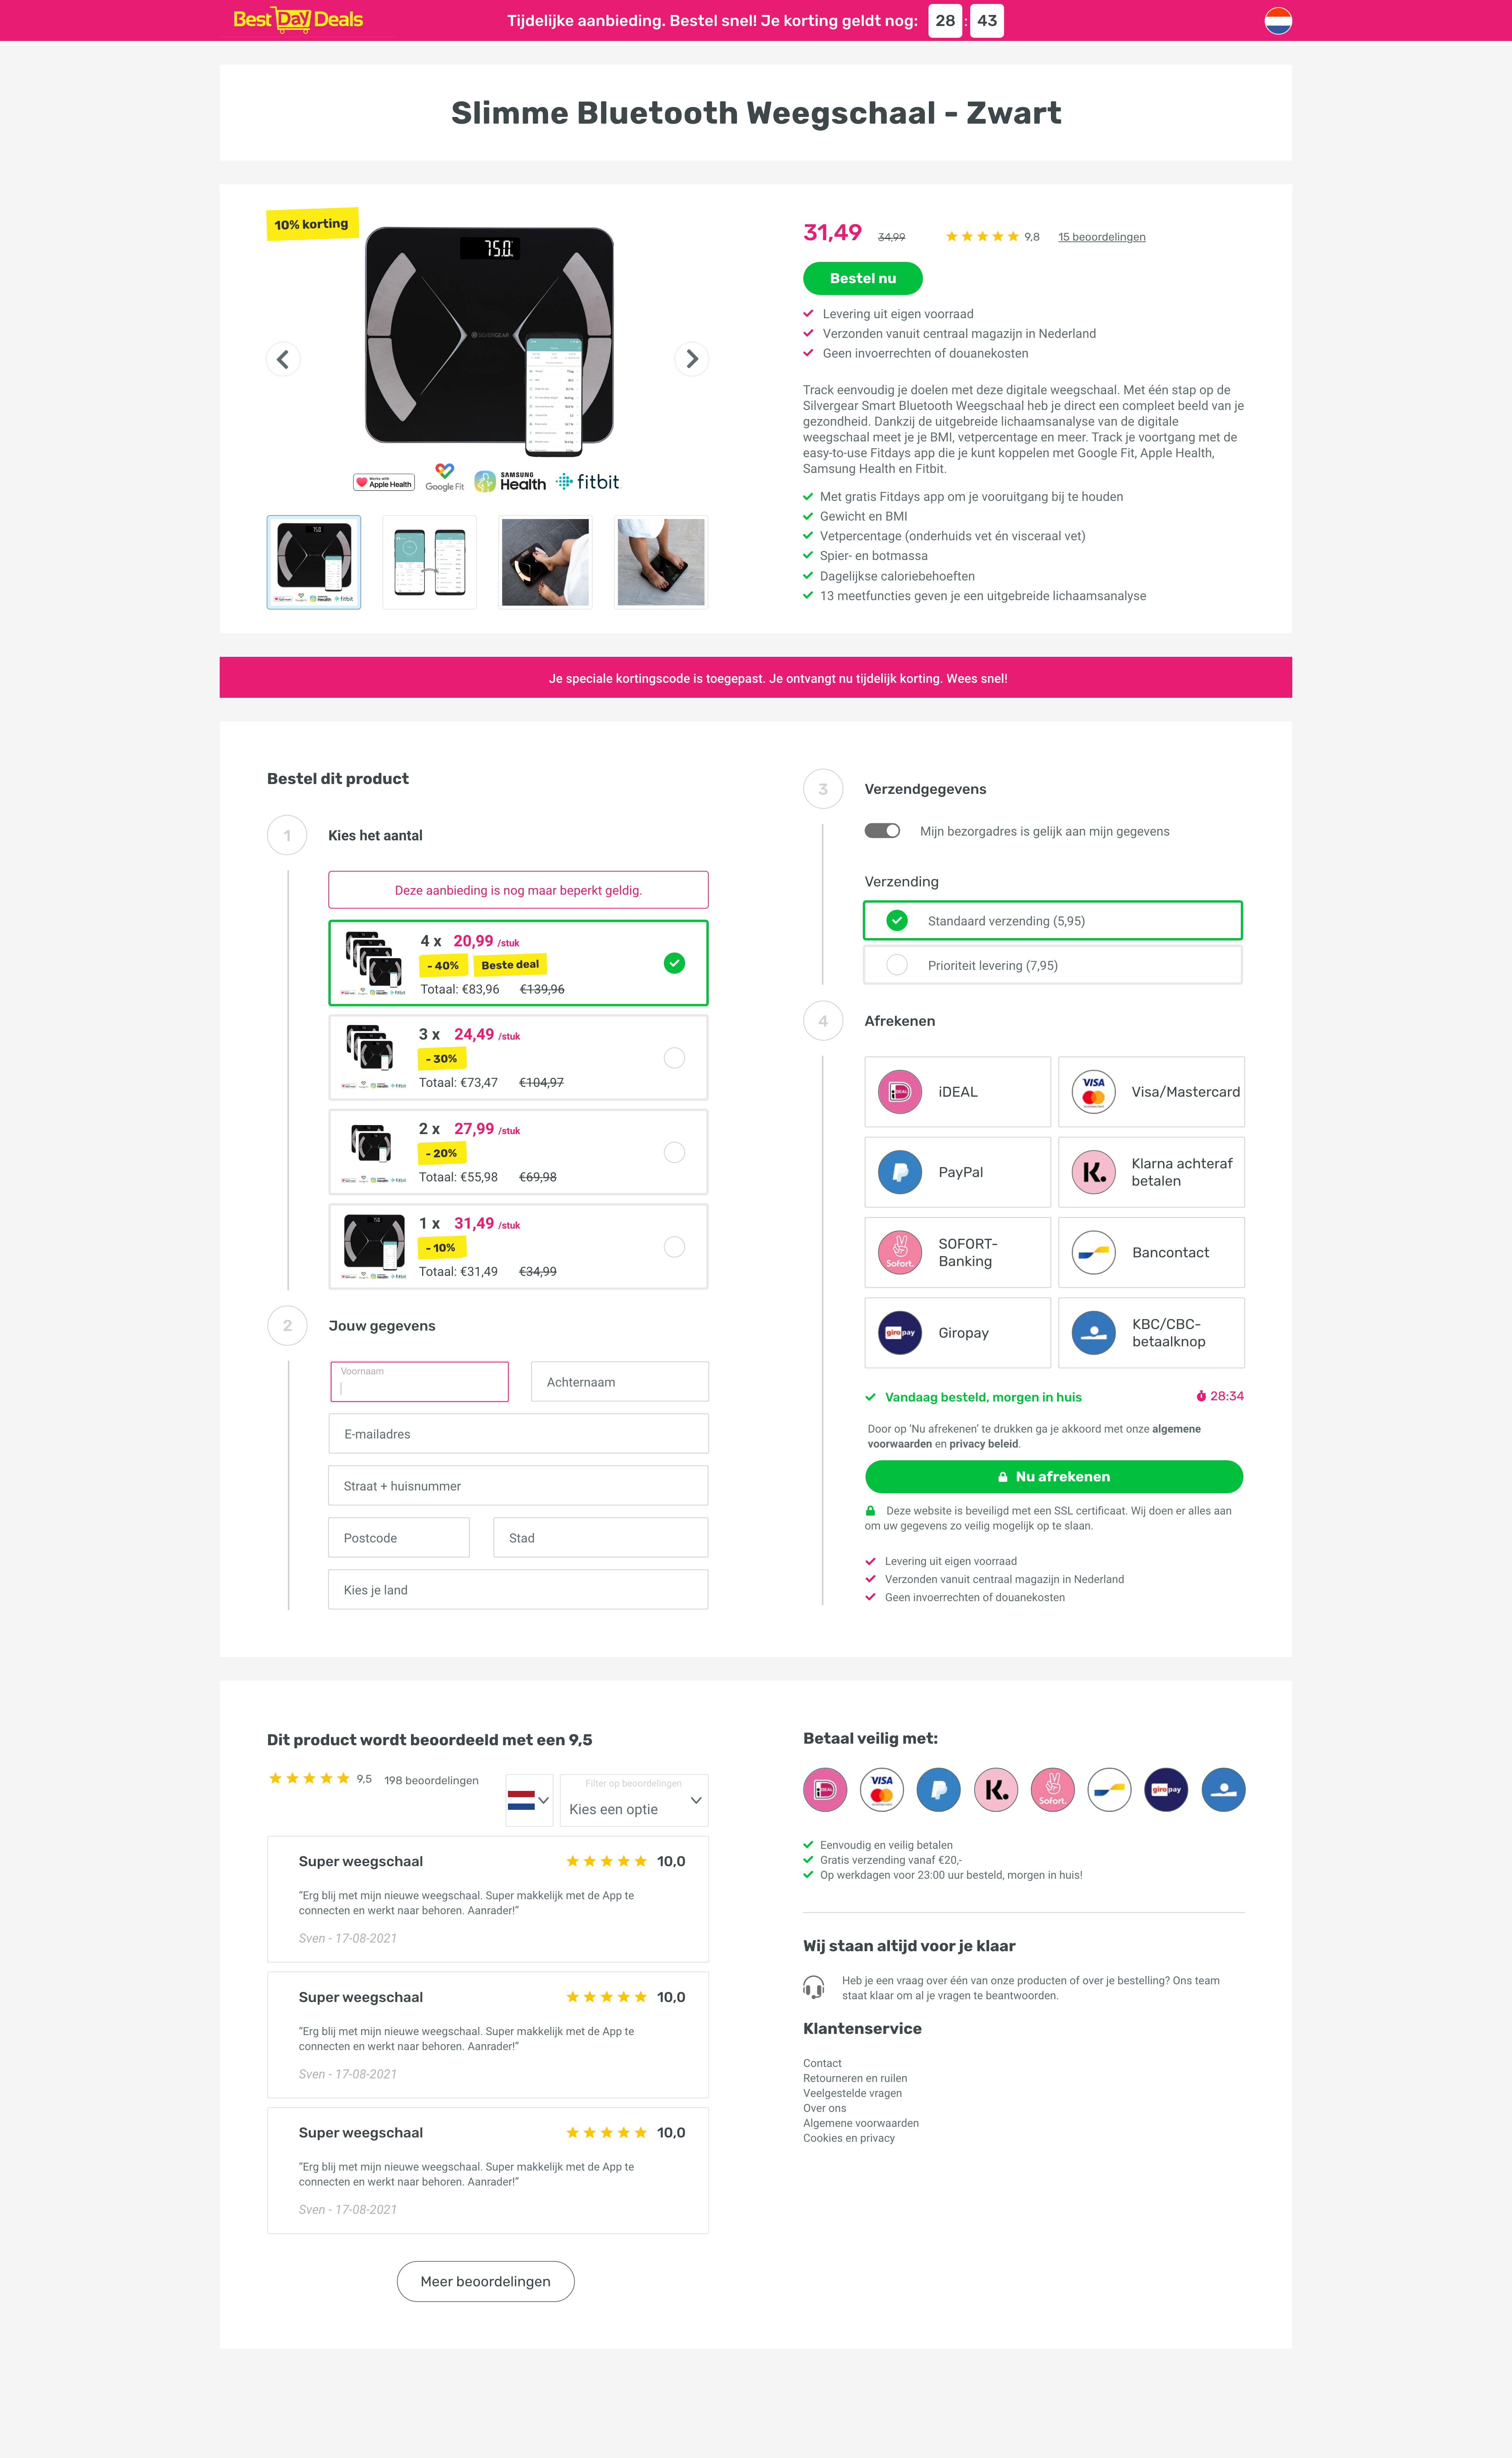 Best Day Deals
Tijdelijke aanbieding. Bestel snel! Je korting geldt nog: 28 : 43
Slimme Bluetooth Weegschaal - Zwart
10% korting
75.0
SILVERGEAR
Works with Apple Health
Google Fit
SAMSUNG Health
fitbit
31,49 34,99 9,8 15 beoordelingen
Bestel nu
Levering uit eigen voorraad
Verzonden vanuit centraal magazijn in Nederland
Geen invoerrechten of douanekosten
Track eenvoudig je doelen met deze digitale weegschaal. Met één stap op de
Silvergear Smart Bluetooth Weegschaal heb je direct een compleet beeld van je
gezondheid. Dankzij de uitgebreide lichaamsanalyse van de digitale
weegschaal meet je je BMI, vetpercentage en meer. Track je voortgang met de
easy-to-use Fitdays app die je kunt koppelen met Google Fit, Apple Health,
Samsung Health en Fitbit.
Met gratis Fitdays app om je vooruitgang bij te houden
Gewicht en BMI
Vetpercentage (onderhuids vet én visceraal vet)
Spier- en botmassa
Dagelijkse caloriebehoeften
13 meetfuncties geven je een uitgebreide lichaamsanalyse
Je speciale kortingscode is toegepast. Je ontvangt nu tijdelijk korting. Wees snel!
Bestel dit product
1 Kies het aantal
Deze aanbieding is nog maar beperkt geldig.
4 x 20,99 /stuk
- 40% Beste deal
Totaal: €83,96 €139,96
3 x 24,49 /stuk
- 30%
Totaal: €73,47 €104,97
2 x 27,99 /stuk
- 20%
Totaal: €55,98 €69,98
1 x 31,49 /stuk
- 10%
Totaal: €31,49 €34,99
2 Jouw gegevens
Voornaam
Achternaam
E-mailadres
Straat + huisnummer
Postcode
Stad
Kies je land
3 Verzendgegevens
Mijn bezorgadres is gelijk aan mijn gegevens
Verzending
Standaard verzending (5,95)
Prioriteit levering (7,95)
4 Afrekenen
iDEAL
VISA Visa/Mastercard
PayPal
K. Klarna achteraf
betalen
Sofort. SOFORT-
Banking
Bancontact
giropay Giropay
KBC/CBC-
betaalknop
Vandaag besteld, morgen in huis 28:34
Door op ‘Nu afrekenen’ te drukken ga je akkoord met onze algemene
voorwaarden en privacy beleid.
Nu afrekenen
Deze website is beveiligd met een SSL certificaat. Wij doen er alles aan
om uw gegevens zo veilig mogelijk op te slaan.
Levering uit eigen voorraad
Verzonden vanuit centraal magazijn in Nederland
Geen invoerrechten of douanekosten
Dit product wordt beoordeeld met een 9,5
9,5 198 beoordelingen
Filter op beoordelingen
Kies een optie
Super weegschaal 10,0
“Erg blij met mijn nieuwe weegschaal. Super makkelijk met de App te
connecten en werkt naar behoren. Aanrader!”
Sven - 17-08-2021
Super weegschaal 10,0
“Erg blij met mijn nieuwe weegschaal. Super makkelijk met de App te
connecten en werkt naar behoren. Aanrader!”
Sven - 17-08-2021
Super weegschaal 10,0
“Erg blij met mijn nieuwe weegschaal. Super makkelijk met de App te
connecten en werkt naar behoren. Aanrader!”
Sven - 17-08-2021
Meer beoordelingen
Betaal veilig met:
iDEAL VISA K. Sofort. giropay
Eenvoudig en veilig betalen
Gratis verzending vanaf €20,-
Op werkdagen voor 23:00 uur besteld, morgen in huis!
Wij staan altijd voor je klaar
Heb je een vraag over één van onze producten of over je bestelling? Ons team
staat klaar om al je vragen te beantwoorden.
Klantenservice
Contact
Retourneren en ruilen
Veelgestelde vragen
Over ons
Algemene voorwaarden
Cookies en privacy